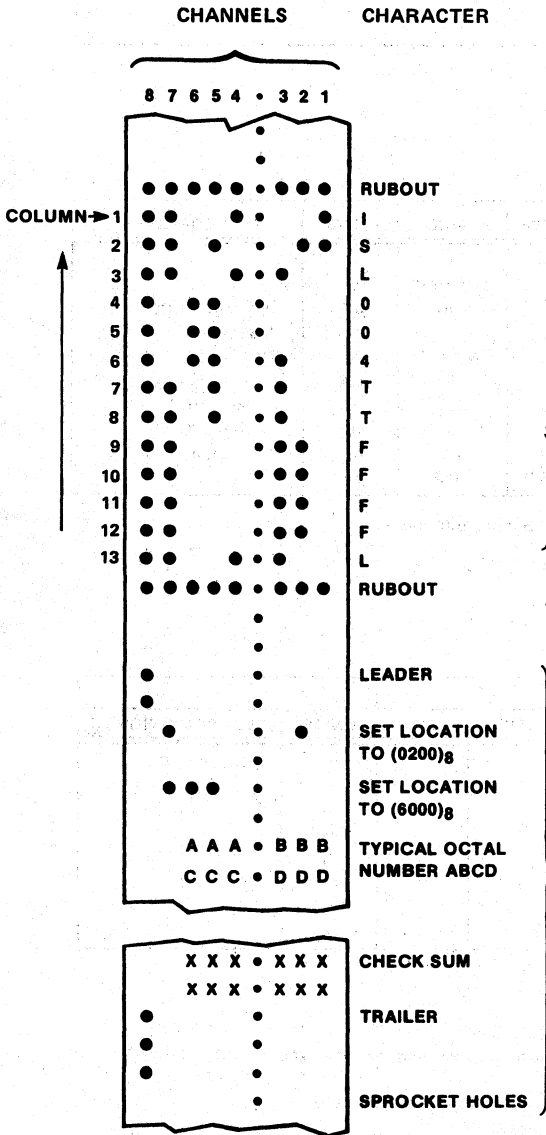 CHANNELS CHARACTER
8 7 6 5 4 • 3 2 1
RUBOUT
COLUMN→ 1 I
2 S
3 L
4 0
5 0
6 4
7 T
8 T
9 F
10 F
11 F
12 F
13 L
RUBOUT
LEADER
SET LOCATION
TO (0200)8
SET LOCATION
TO (6000)8
A A A • B B B TYPICAL OCTAL
C C C • D D D NUMBER ABCD
X X X • X X X CHECK SUM
X X X • X X X
TRAILER
SPROCKET HOLES